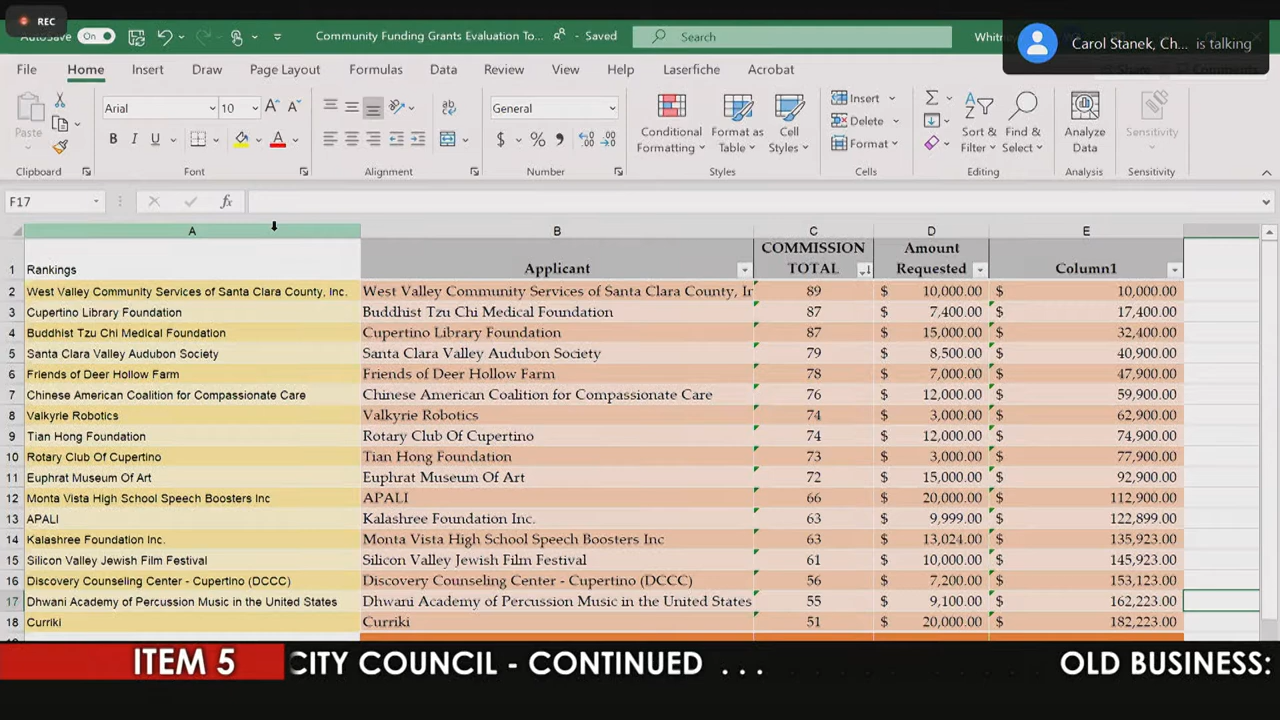 REC
Carol Stanek, Ch... is talking
AutoSave On Community Funding Grants Evaluation To... - Saved Search
File Home Insert Draw Page Layout Formulas Data Review View Help Laserfiche Acrobat
Paste Arial 10 General Conditional Formatting Format as Table Cell Styles Insert Delete Format Sort & Filter Find & Select Analyze Data Sensitivity
Clipboard Font Alignment Number Styles Cells Editing Analysis Sensitivity
F17 fx
A B C D E
1 Rankings Applicant COMMISSION TOTAL Amount Requested Column1
2 West Valley Community Services of Santa Clara County, Inc. West Valley Community Services of Santa Clara County, Ir 89 $ 10,000.00 $ 10,000.00
3 Cupertino Library Foundation Buddhist Tzu Chi Medical Foundation 87 $ 7,400.00 $ 17,400.00
4 Buddhist Tzu Chi Medical Foundation Cupertino Library Foundation 87 $ 15,000.00 $ 32,400.00
5 Santa Clara Valley Audubon Society Santa Clara Valley Audubon Society 79 $ 8,500.00 $ 40,900.00
6 Friends of Deer Hollow Farm Friends of Deer Hollow Farm 78 $ 7,000.00 $ 47,900.00
7 Chinese American Coalition for Compassionate Care Chinese American Coalition for Compassionate Care 76 $ 12,000.00 $ 59,900.00
8 Valkyrie Robotics Valkyrie Robotics 74 $ 3,000.00 $ 62,900.00
9 Tian Hong Foundation Rotary Club Of Cupertino 74 $ 12,000.00 $ 74,900.00
10 Rotary Club Of Cupertino Tian Hong Foundation 73 $ 3,000.00 $ 77,900.00
11 Euphrat Museum Of Art Euphrat Museum Of Art 72 $ 15,000.00 $ 92,900.00
12 Monta Vista High School Speech Boosters Inc APALI 66 $ 20,000.00 $ 112,900.00
13 APALI Kalashree Foundation Inc. 63 $ 9,999.00 $ 122,899.00
14 Kalashree Foundation Inc. Monta Vista High School Speech Boosters Inc 63 $ 13,024.00 $ 135,923.00
15 Silicon Valley Jewish Film Festival Silicon Valley Jewish Film Festival 61 $ 10,000.00 $ 145,923.00
16 Discovery Counseling Center - Cupertino (DCCC) Discovery Counseling Center - Cupertino (DCCC) 56 $ 7,200.00 $ 153,123.00
17 Dhwani Academy of Percussion Music in the United States Dhwani Academy of Percussion Music in the United States 55 $ 9,100.00 $ 162,223.00
18 Curriki Curriki 51 $ 20,000.00 $ 182,223.00
ITEM 5 CITY COUNCIL - CONTINUED . . . OLD BUSINESS: